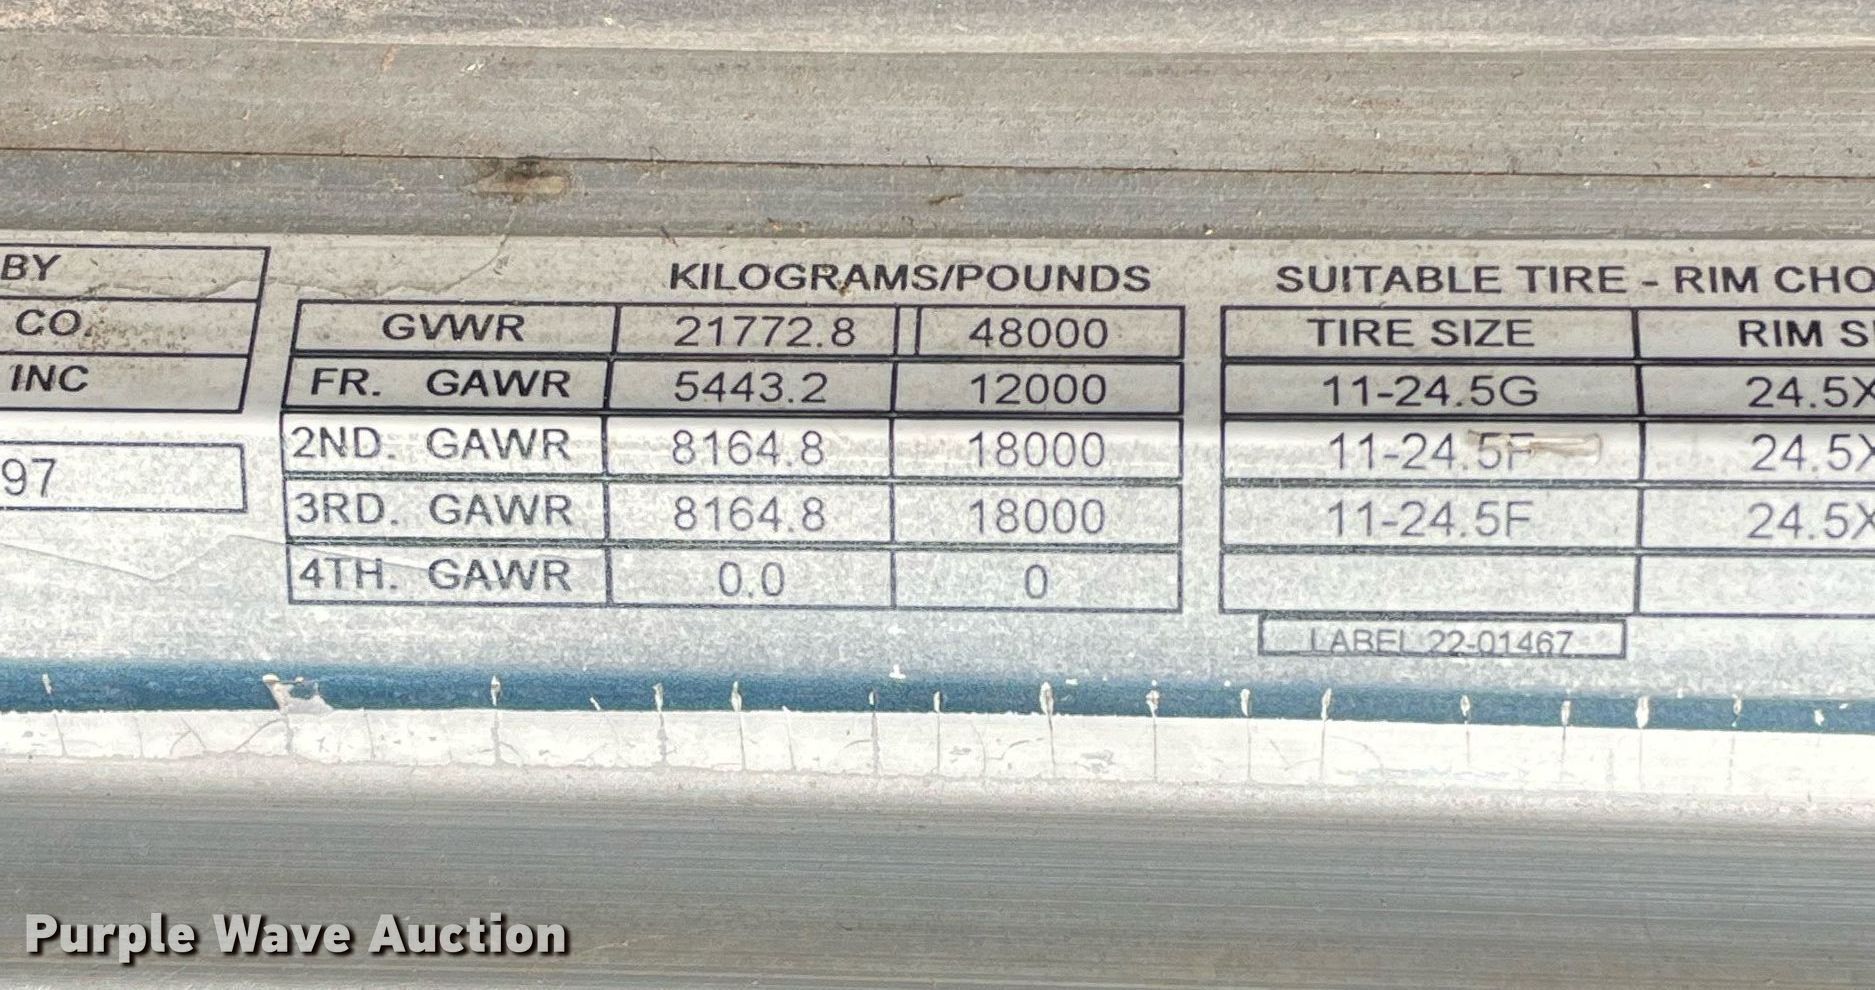 BY
CO.
INC
97
KILOGRAMS/POUNDS
GVWR 21772.8 48000
FR. GAWR 5443.2 12000
2ND. GAWR 8164.8 18000
3RD. GAWR 8164.8 18000
4TH. GAWR 0.0 0
SUITABLE TIRE - RIM CHO
TIRE SIZE RIM S
11-24.5G 24.5X
11-24.5F 24.5X
11-24.5F 24.5X
LABEL 22-01467
Purple Wave Auction